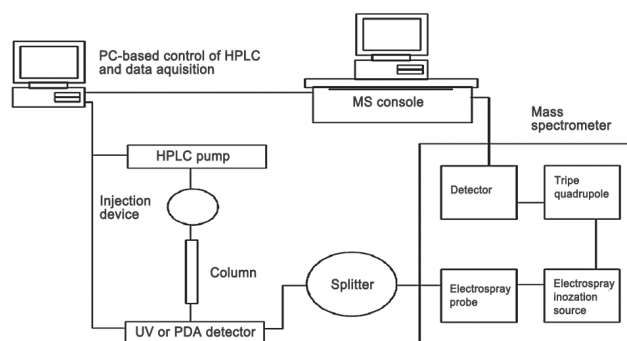 PC-based control of HPLC
and data aquisition
MS console
Mass
spectrometer
HPLC pump
Detector
Tripe
quadrupole
Injection
device
Column
Splitter
Electrospray
probe
Electrospray
inozation
source
UV or PDA detector